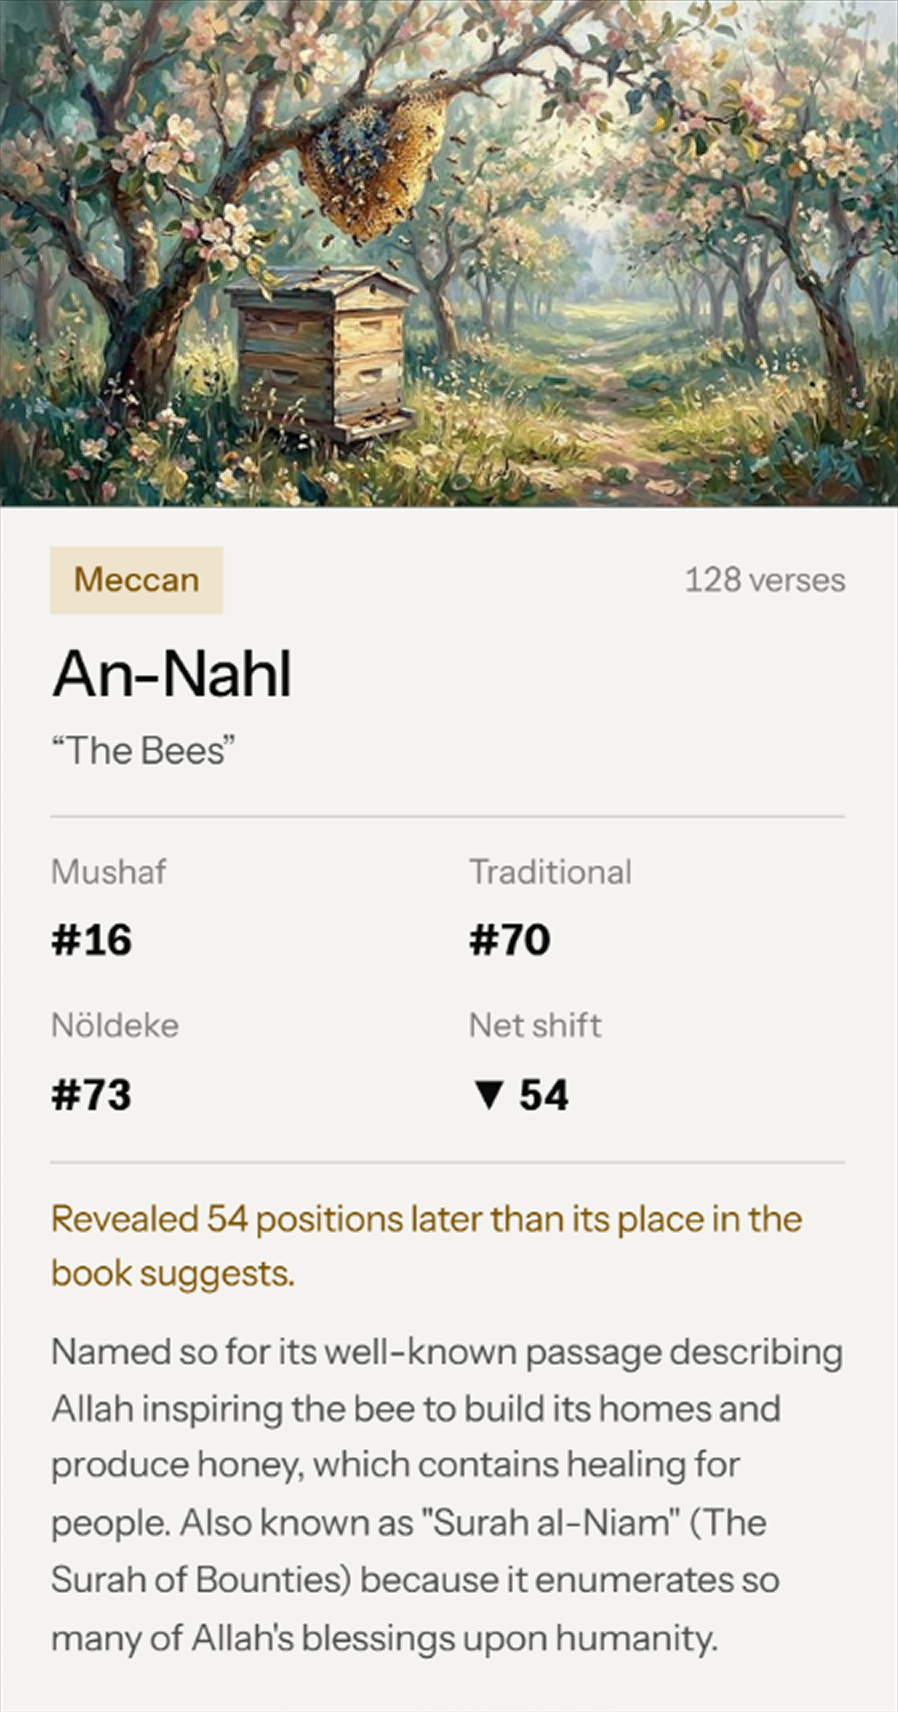 Meccan
128 verses
An-Nahl
“The Bees”
Mushaf
Traditional
#16
#70
Nöldeke
Net shift
#73
▼ 54
Revealed 54 positions later than its place in the
book suggests.
Named so for its well-known passage describing
Allah inspiring the bee to build its homes and
produce honey, which contains healing for
people. Also known as "Surah al-Niam" (The
Surah of Bounties) because it enumerates so
many of Allah's blessings upon humanity.